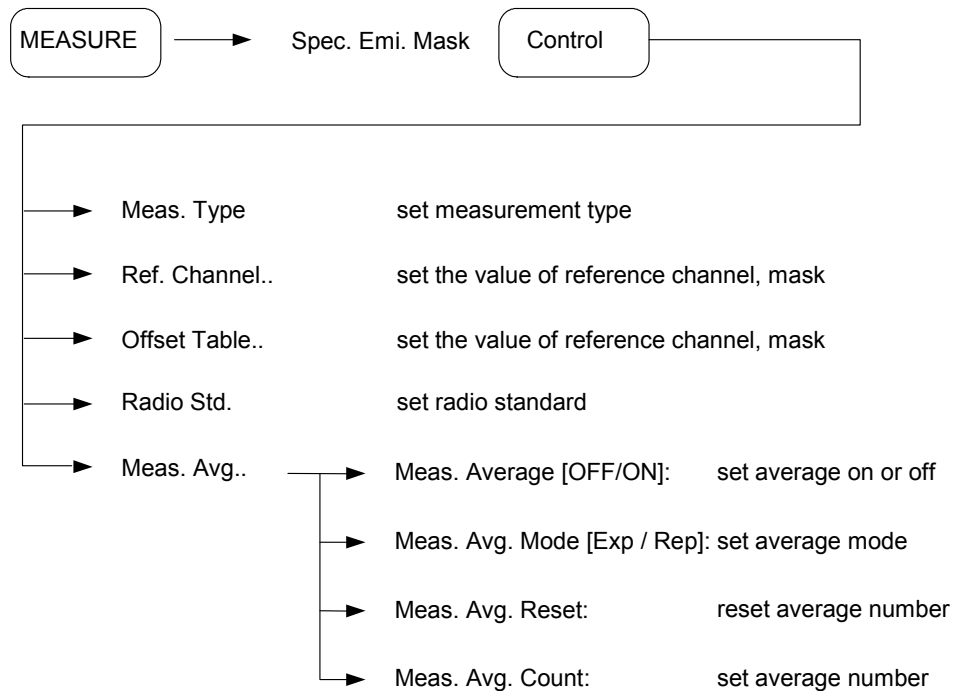 MEASURE Spec. Emi. Mask Control
Meas. Type set measurement type
Ref. Channel.. set the value of reference channel, mask
Offset Table.. set the value of reference channel, mask
Radio Std. set radio standard
Meas. Avg.. Meas. Average [OFF/ON]: set average on or off
Meas. Avg. Mode [Exp / Rep]: set average mode
Meas. Avg. Reset: reset average number
Meas. Avg. Count: set average number